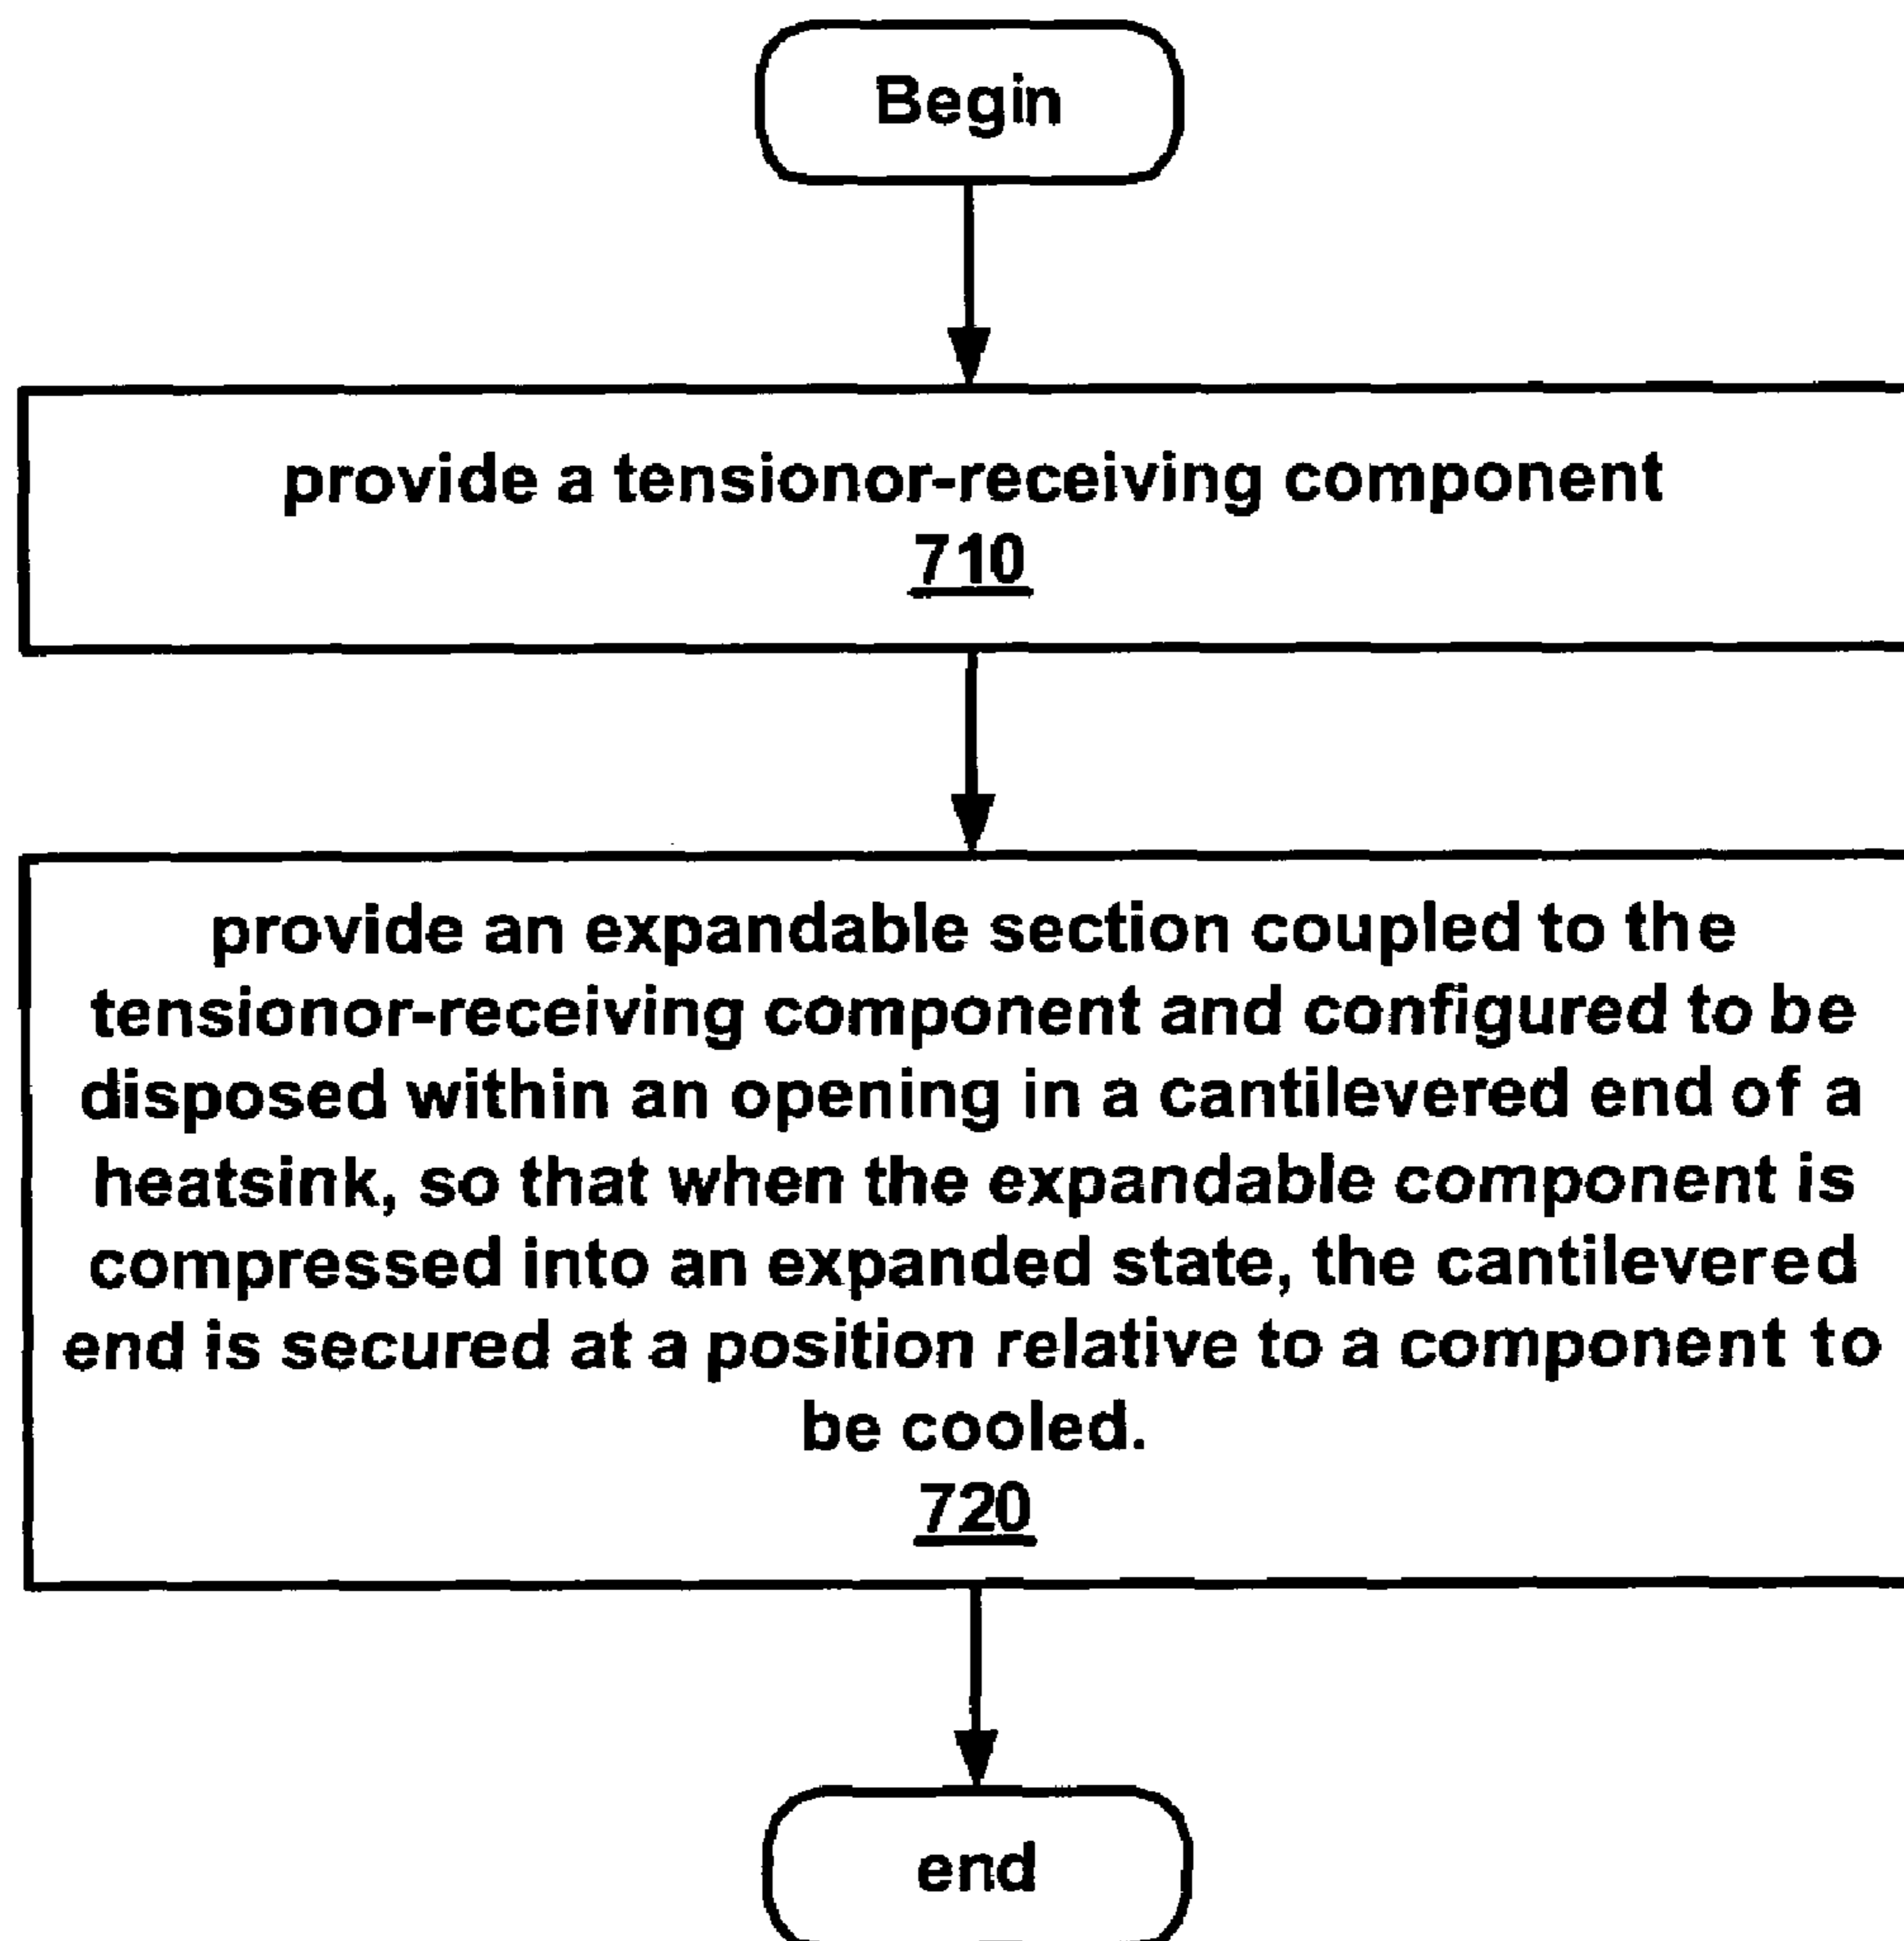 Begin
provide a tensionor-receiving component
710
provide an expandable section coupled to the
tensionor-receiving component and configured to be
disposed within an opening in a cantilevered end of a
heatsink, so that when the expandable component is
compressed into an expanded state, the cantilevered
end is secured at a position relative to a component to
be cooled.
720
end